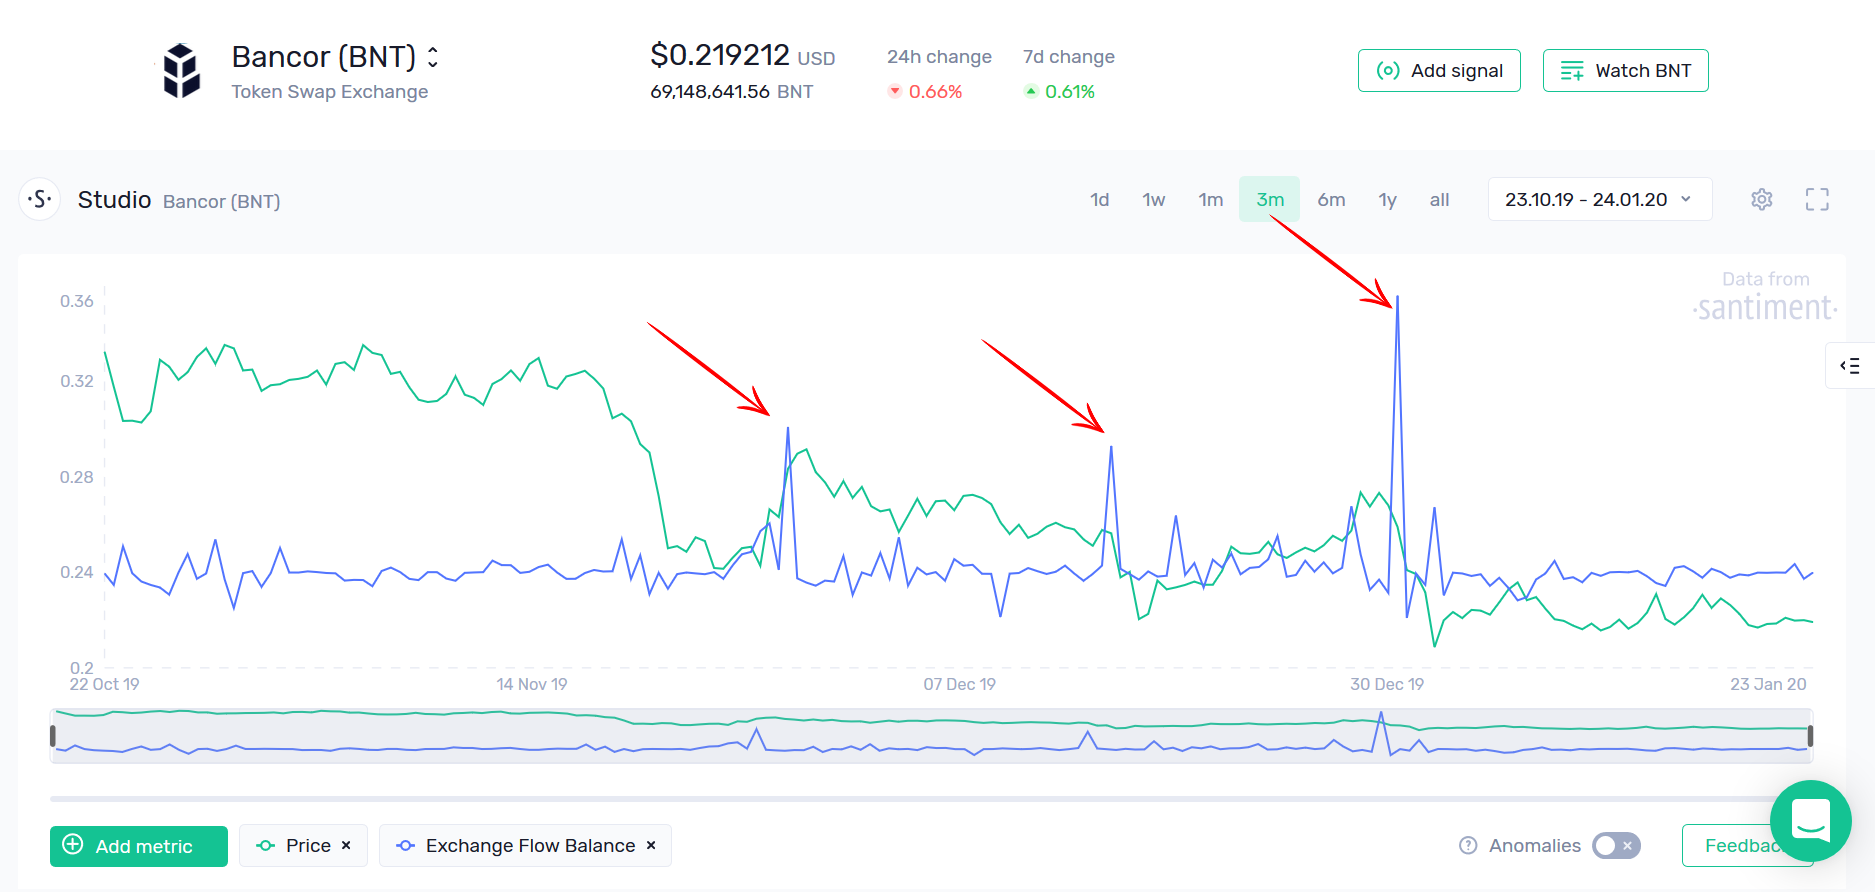 Bancor (BNT)
Token Swap Exchange
$0.219212 USD
69,148,641.56 BNT
24h change
0.66%
7d change
0.61%
Add signal
Watch BNT
·S·
Studio Bancor (BNT)
1d 1w 1m 3m 6m 1y all
23.10.19 - 24.01.20
Data from
·santiment·
0.36
0.32
0.28
0.24
0.2
22 Oct 19 14 Nov 19 07 Dec 19 30 Dec 19 23 Jan 20
Add metric
Price ×
Exchange Flow Balance ×
? Anomalies ×
Feedbac